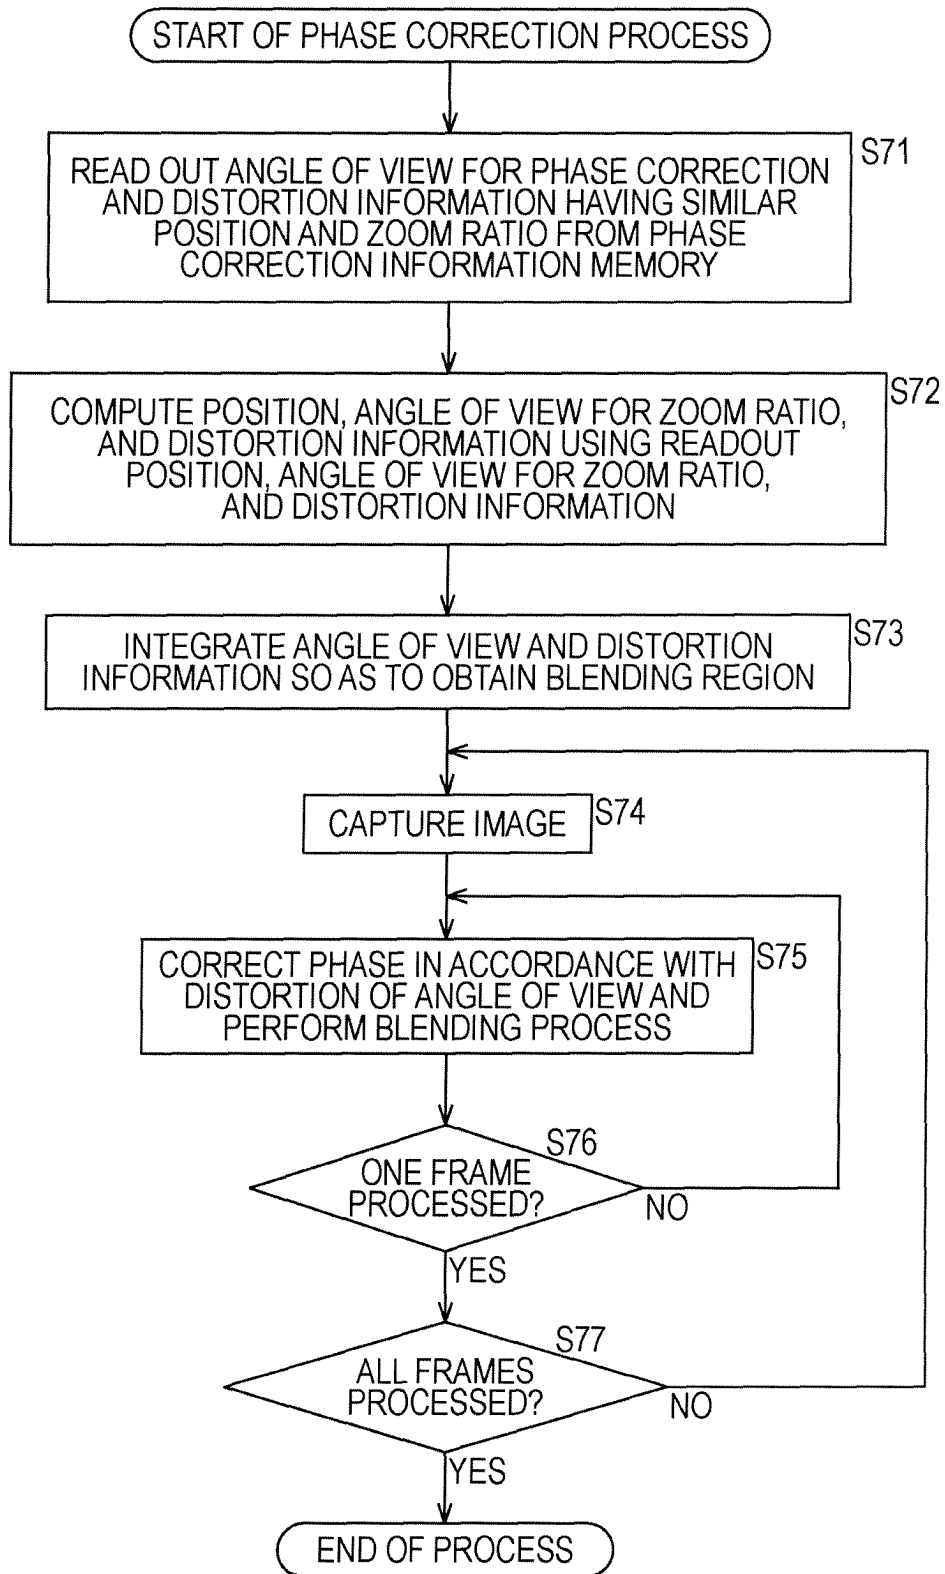 START OF PHASE CORRECTION PROCESS
S71
READ OUT ANGLE OF VIEW FOR PHASE CORRECTION
AND DISTORTION INFORMATION HAVING SIMILAR
POSITION AND ZOOM RATIO FROM PHASE
CORRECTION INFORMATION MEMORY
S72
COMPUTE POSITION, ANGLE OF VIEW FOR ZOOM RATIO,
AND DISTORTION INFORMATION USING READOUT
POSITION, ANGLE OF VIEW FOR ZOOM RATIO,
AND DISTORTION INFORMATION
S73
INTEGRATE ANGLE OF VIEW AND DISTORTION
INFORMATION SO AS TO OBTAIN BLENDING REGION
S74
CAPTURE IMAGE
S75
CORRECT PHASE IN ACCORDANCE WITH
DISTORTION OF ANGLE OF VIEW AND
PERFORM BLENDING PROCESS
S76
ONE FRAME
PROCESSED?
NO
YES
S77
ALL FRAMES
PROCESSED?
NO
YES
END OF PROCESS